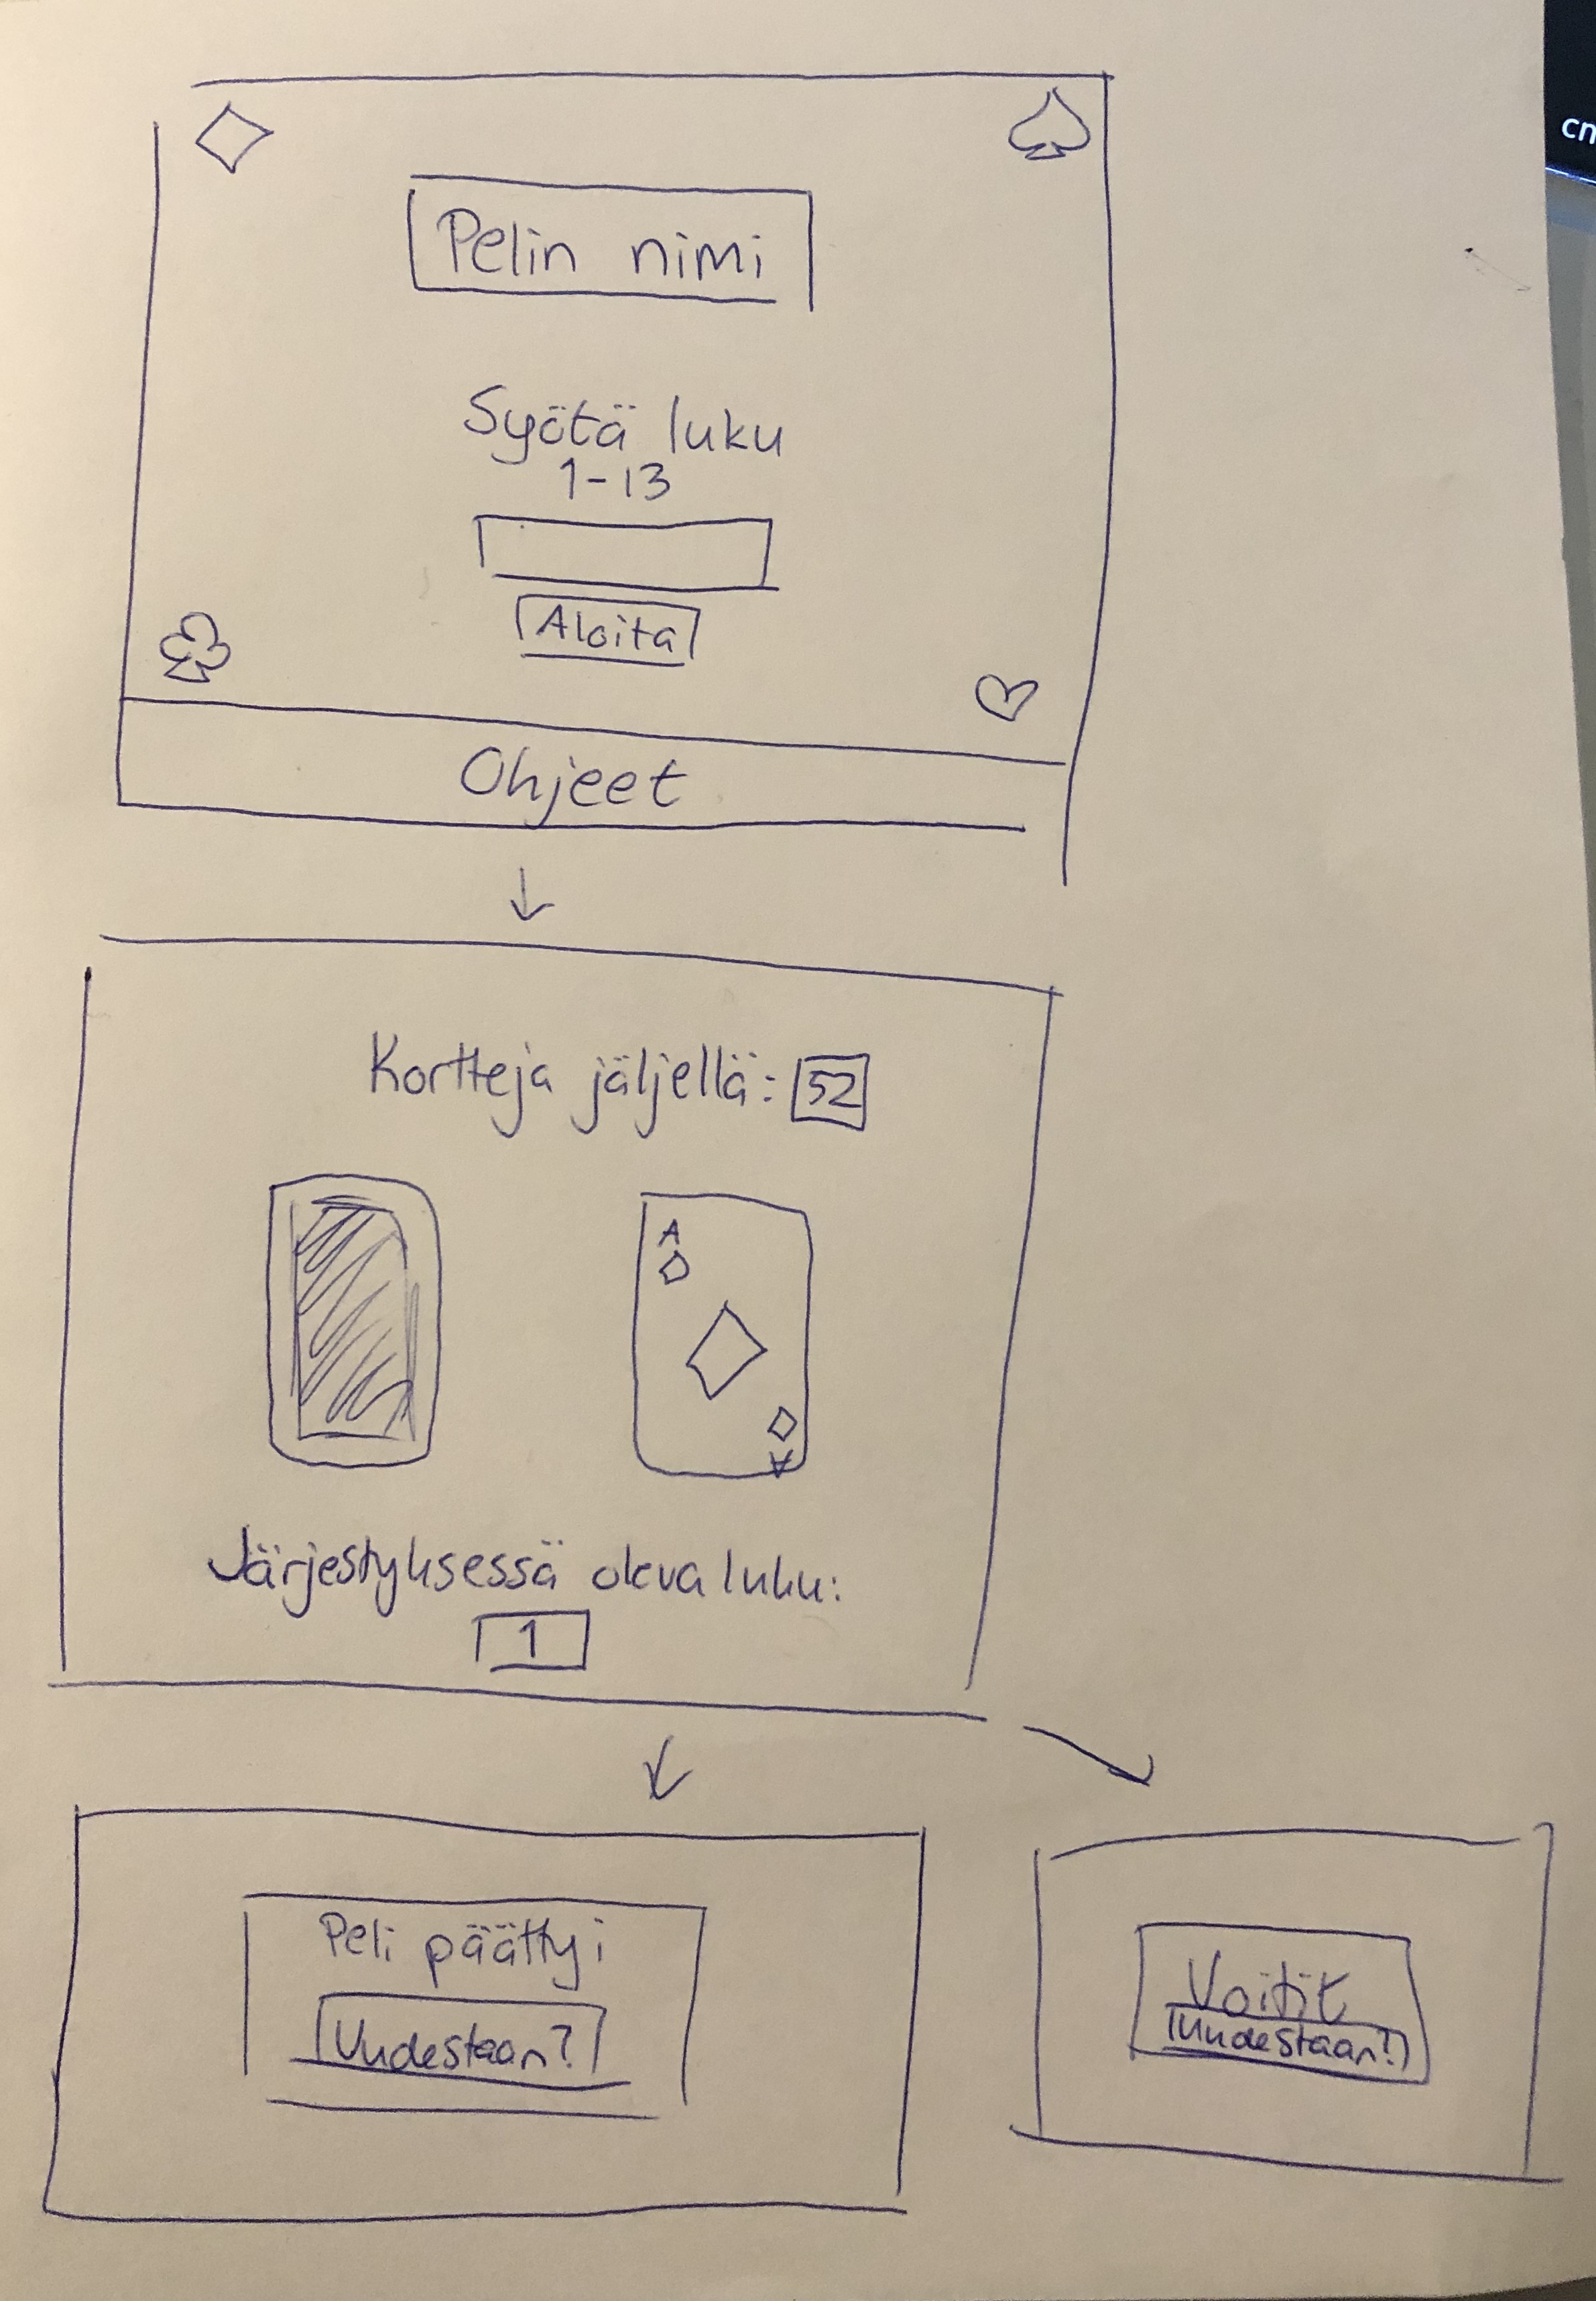 cn
Pelin nimi
Syötä luku
1-13
Aloita
Ohjeet
Kortteja jäljellä: 52
A
A
Järjestyksessä oleva luku:
1
Peli päättyi
Uudestaan?
Voitit
Uudestaan?